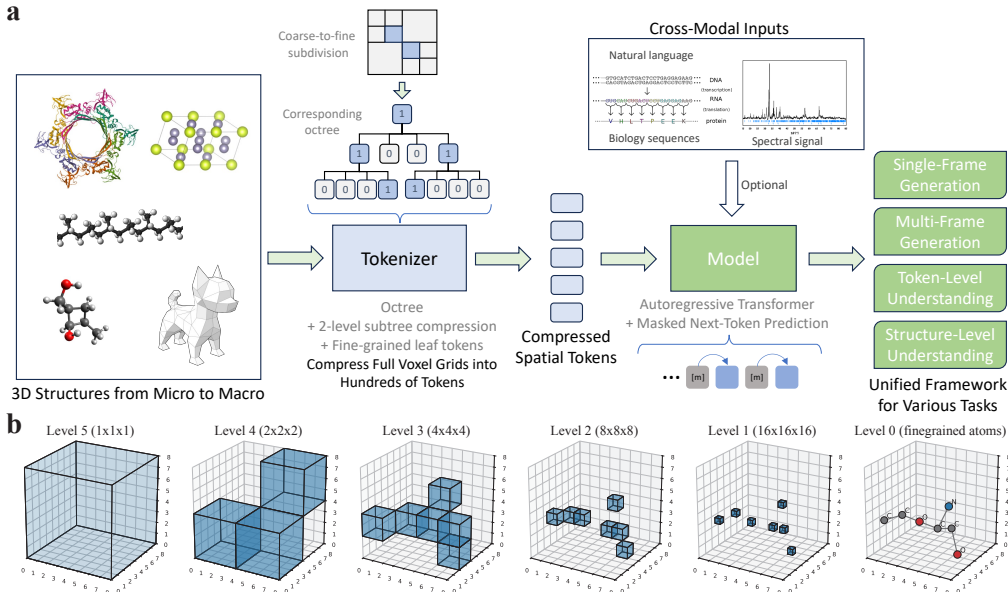 a
Coarse-to-fine
subdivision
Corresponding
octree
1
1 0 0 1
0 0 0 1 1 0 0 0
3D Structures from Micro to Macro
Tokenizer
Octree
+ 2-level subtree compression
+ Fine-grained leaf tokens
Compress Full Voxel Grids into
Hundreds of Tokens
Compressed
Spatial Tokens
Cross-Modal Inputs
Natural language
DNA
(transcription)
RNA
(translation)
V H L T P E E K protein
Biology sequences
Spectral signal
Optional
Model
Autoregressive Transformer
+ Masked Next-Token Prediction
... [m] [m]
Single-Frame
Generation
Multi-Frame
Generation
Token-Level
Understanding
Structure-Level
Understanding
Unified Framework
for Various Tasks
b
Level 5 (1x1x1)
Level 4 (2x2x2)
Level 3 (4x4x4)
Level 2 (8x8x8)
Level 1 (16x16x16)
Level 0 (finegrained atoms)